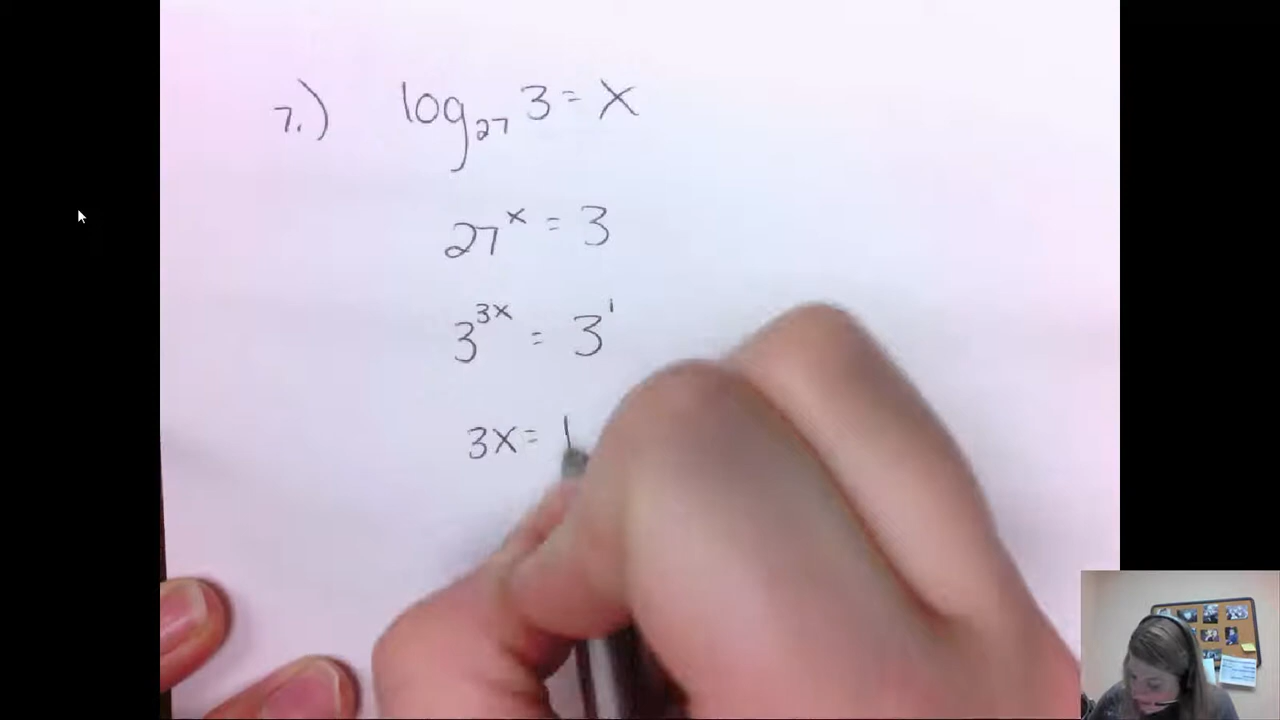 7.) log₂₇ 3 = x
27ˣ = 3
3³ˣ = 3¹
3x = 1